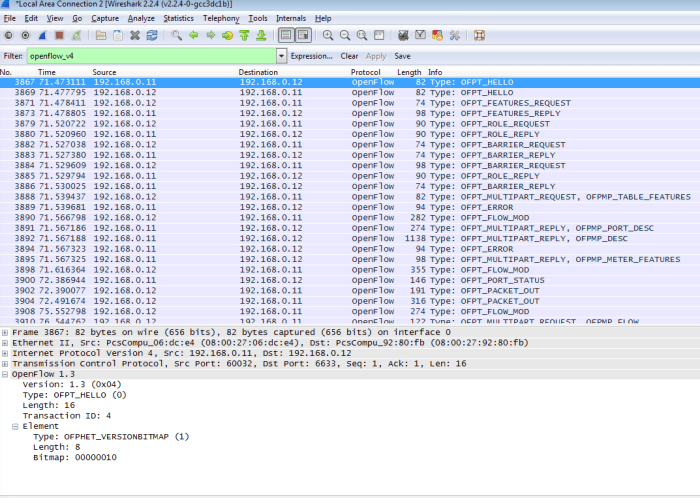 *Local Area Connection 2 [Wireshark 2.2.4 (v2.2.4-0-gcc3dc1b)]
File Edit View Go Capture Analyze Statistics Telephony Tools Internals Help
Filter: openflow_v4 Expression... Clear Apply Save
No. Time Source Destination Protocol Length Info
3867 71.473111 192.168.0.11 192.168.0.12 OpenFlow 82 Type: OFPT_HELLO
3869 71.477795 192.168.0.12 192.168.0.11 OpenFlow 82 Type: OFPT_HELLO
3871 71.478411 192.168.0.12 192.168.0.11 OpenFlow 74 Type: OFPT_FEATURES_REQUEST
3873 71.478805 192.168.0.11 192.168.0.12 OpenFlow 98 Type: OFPT_FEATURES_REPLY
3879 71.520722 192.168.0.12 192.168.0.11 OpenFlow 90 Type: OFPT_ROLE_REQUEST
3880 71.520960 192.168.0.11 192.168.0.12 OpenFlow 90 Type: OFPT_ROLE_REPLY
3882 71.527038 192.168.0.12 192.168.0.11 OpenFlow 74 Type: OFPT_BARRIER_REQUEST
3883 71.527380 192.168.0.11 192.168.0.12 OpenFlow 74 Type: OFPT_BARRIER_REPLY
3884 71.529609 192.168.0.12 192.168.0.11 OpenFlow 98 Type: OFPT_BARRIER_REQUEST
3885 71.529794 192.168.0.11 192.168.0.12 OpenFlow 90 Type: OFPT_ROLE_REPLY
3886 71.530025 192.168.0.11 192.168.0.12 OpenFlow 74 Type: OFPT_BARRIER_REPLY
3888 71.539437 192.168.0.12 192.168.0.11 OpenFlow 82 Type: OFPT_MULTIPART_REQUEST, OFPMP_TABLE_FEATURES
3889 71.539681 192.168.0.11 192.168.0.12 OpenFlow 94 Type: OFPT_ERROR
3890 71.566798 192.168.0.12 192.168.0.11 OpenFlow 282 Type: OFPT_FLOW_MOD
3891 71.567186 192.168.0.11 192.168.0.12 OpenFlow 274 Type: OFPT_MULTIPART_REPLY, OFPMP_PORT_DESC
3892 71.567188 192.168.0.11 192.168.0.12 OpenFlow 1138 Type: OFPT_MULTIPART_REPLY, OFPMP_DESC
3894 71.567323 192.168.0.11 192.168.0.12 OpenFlow 94 Type: OFPT_ERROR
3895 71.567325 192.168.0.11 192.168.0.12 OpenFlow 98 Type: OFPT_MULTIPART_REPLY, OFPMP_METER_FEATURES
3898 71.616364 192.168.0.12 192.168.0.11 OpenFlow 355 Type: OFPT_FLOW_MOD
3900 72.386944 192.168.0.11 192.168.0.12 OpenFlow 146 Type: OFPT_PORT_STATUS
3902 72.390077 192.168.0.12 192.168.0.11 OpenFlow 191 Type: OFPT_PACKET_OUT
3904 72.491674 192.168.0.12 192.168.0.11 OpenFlow 316 Type: OFPT_PACKET_OUT
3908 75.552798 192.168.0.12 192.168.0.11 OpenFlow 274 Type: OFPT_FLOW_MOD
3910 76.544762 192.168.0.12 192.168.0.11 OpenFlow 122 Type: OFPT_MULTIPART_REQUEST, OFPMP_FLOW
Frame 3867: 82 bytes on wire (656 bits), 82 bytes captured (656 bits) on interface 0
Ethernet II, Src: PcsCompu_06:dc:e4 (08:00:27:06:dc:e4), Dst: PcsCompu_92:80:fb (08:00:27:92:80:fb)
Internet Protocol Version 4, Src: 192.168.0.11, Dst: 192.168.0.12
Transmission Control Protocol, Src Port: 60032, Dst Port: 6633, Seq: 1, Ack: 1, Len: 16
OpenFlow 1.3
Version: 1.3 (0x04)
Type: OFPT_HELLO (0)
Length: 16
Transaction ID: 4
Element
Type: OFPHET_VERSIONBITMAP (1)
Length: 8
Bitmap: 00000010